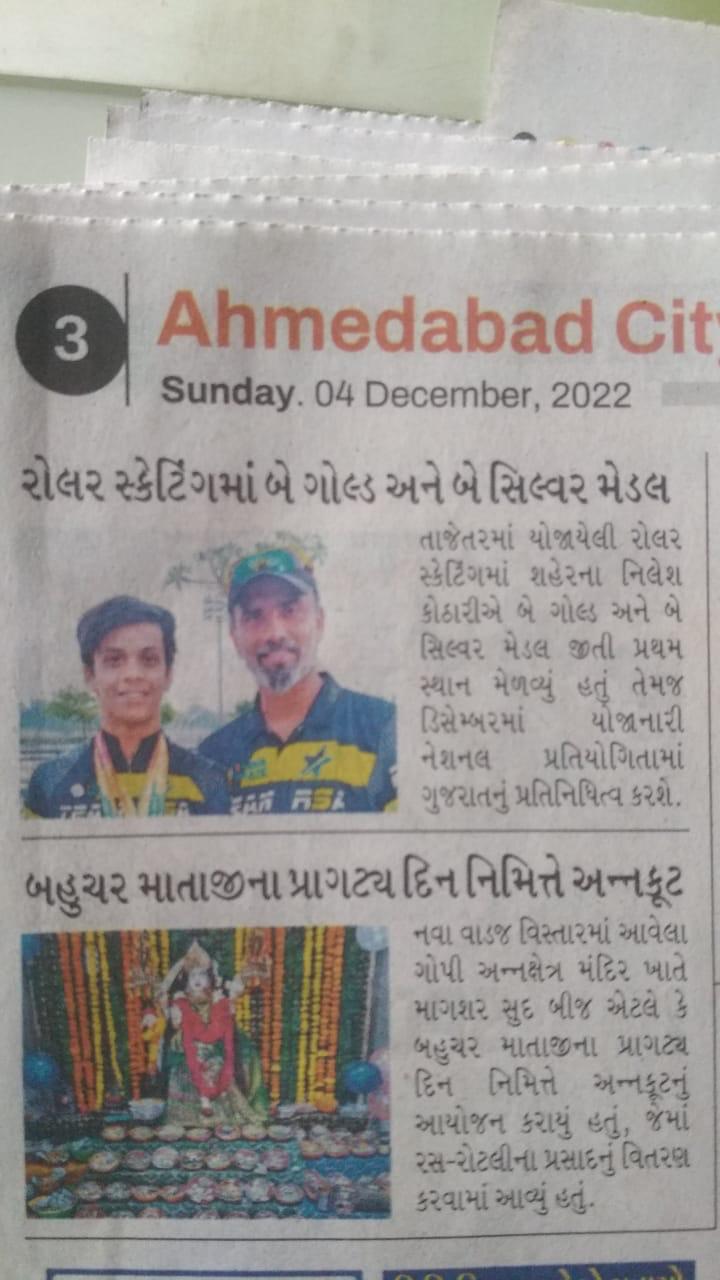 3
Ahmedabad City
Sunday. 04 December, 2022
રોલર સ્કેટિંગમાં બે ગોલ્ડ અને બે સિલ્વર મેડલ
તાજેતરમાં યોજાયેલી રોલર
સ્કેટિંગમાં શહેરના નિલેશ
કોઠારીએ બે ગોલ્ડ અને બે
સિલ્વર મેડલ જીતી પ્રથમ
સ્થાન મેળવ્યું હતું તેમજ
ડિસેમ્બરમાં યોજાનારી
નેશનલ પ્રતિયોગિતામાં
ગુજરાતનું પ્રતિનિધિત્વ કરશે.
TEAM
TEAM RSA
બહુચર માતાજીના પ્રાગટ્ય દિન નિમિત્તે અન્નકૂટ
નવા વાડજ વિસ્તારમાં આવેલા
ગોપી અન્નક્ષેત્ર મંદિર ખાતે
માગશર સુદ બીજ એટલે કે
બહુચર માતાજીના પ્રાગટ્ય
દિન નિમિત્તે અન્નકૂટનું
આયોજન કરાયું હતું, જેમાં
રસ-રોટલીના પ્રસાદનું વિતરણ
કરવામાં આવ્યું હતું.